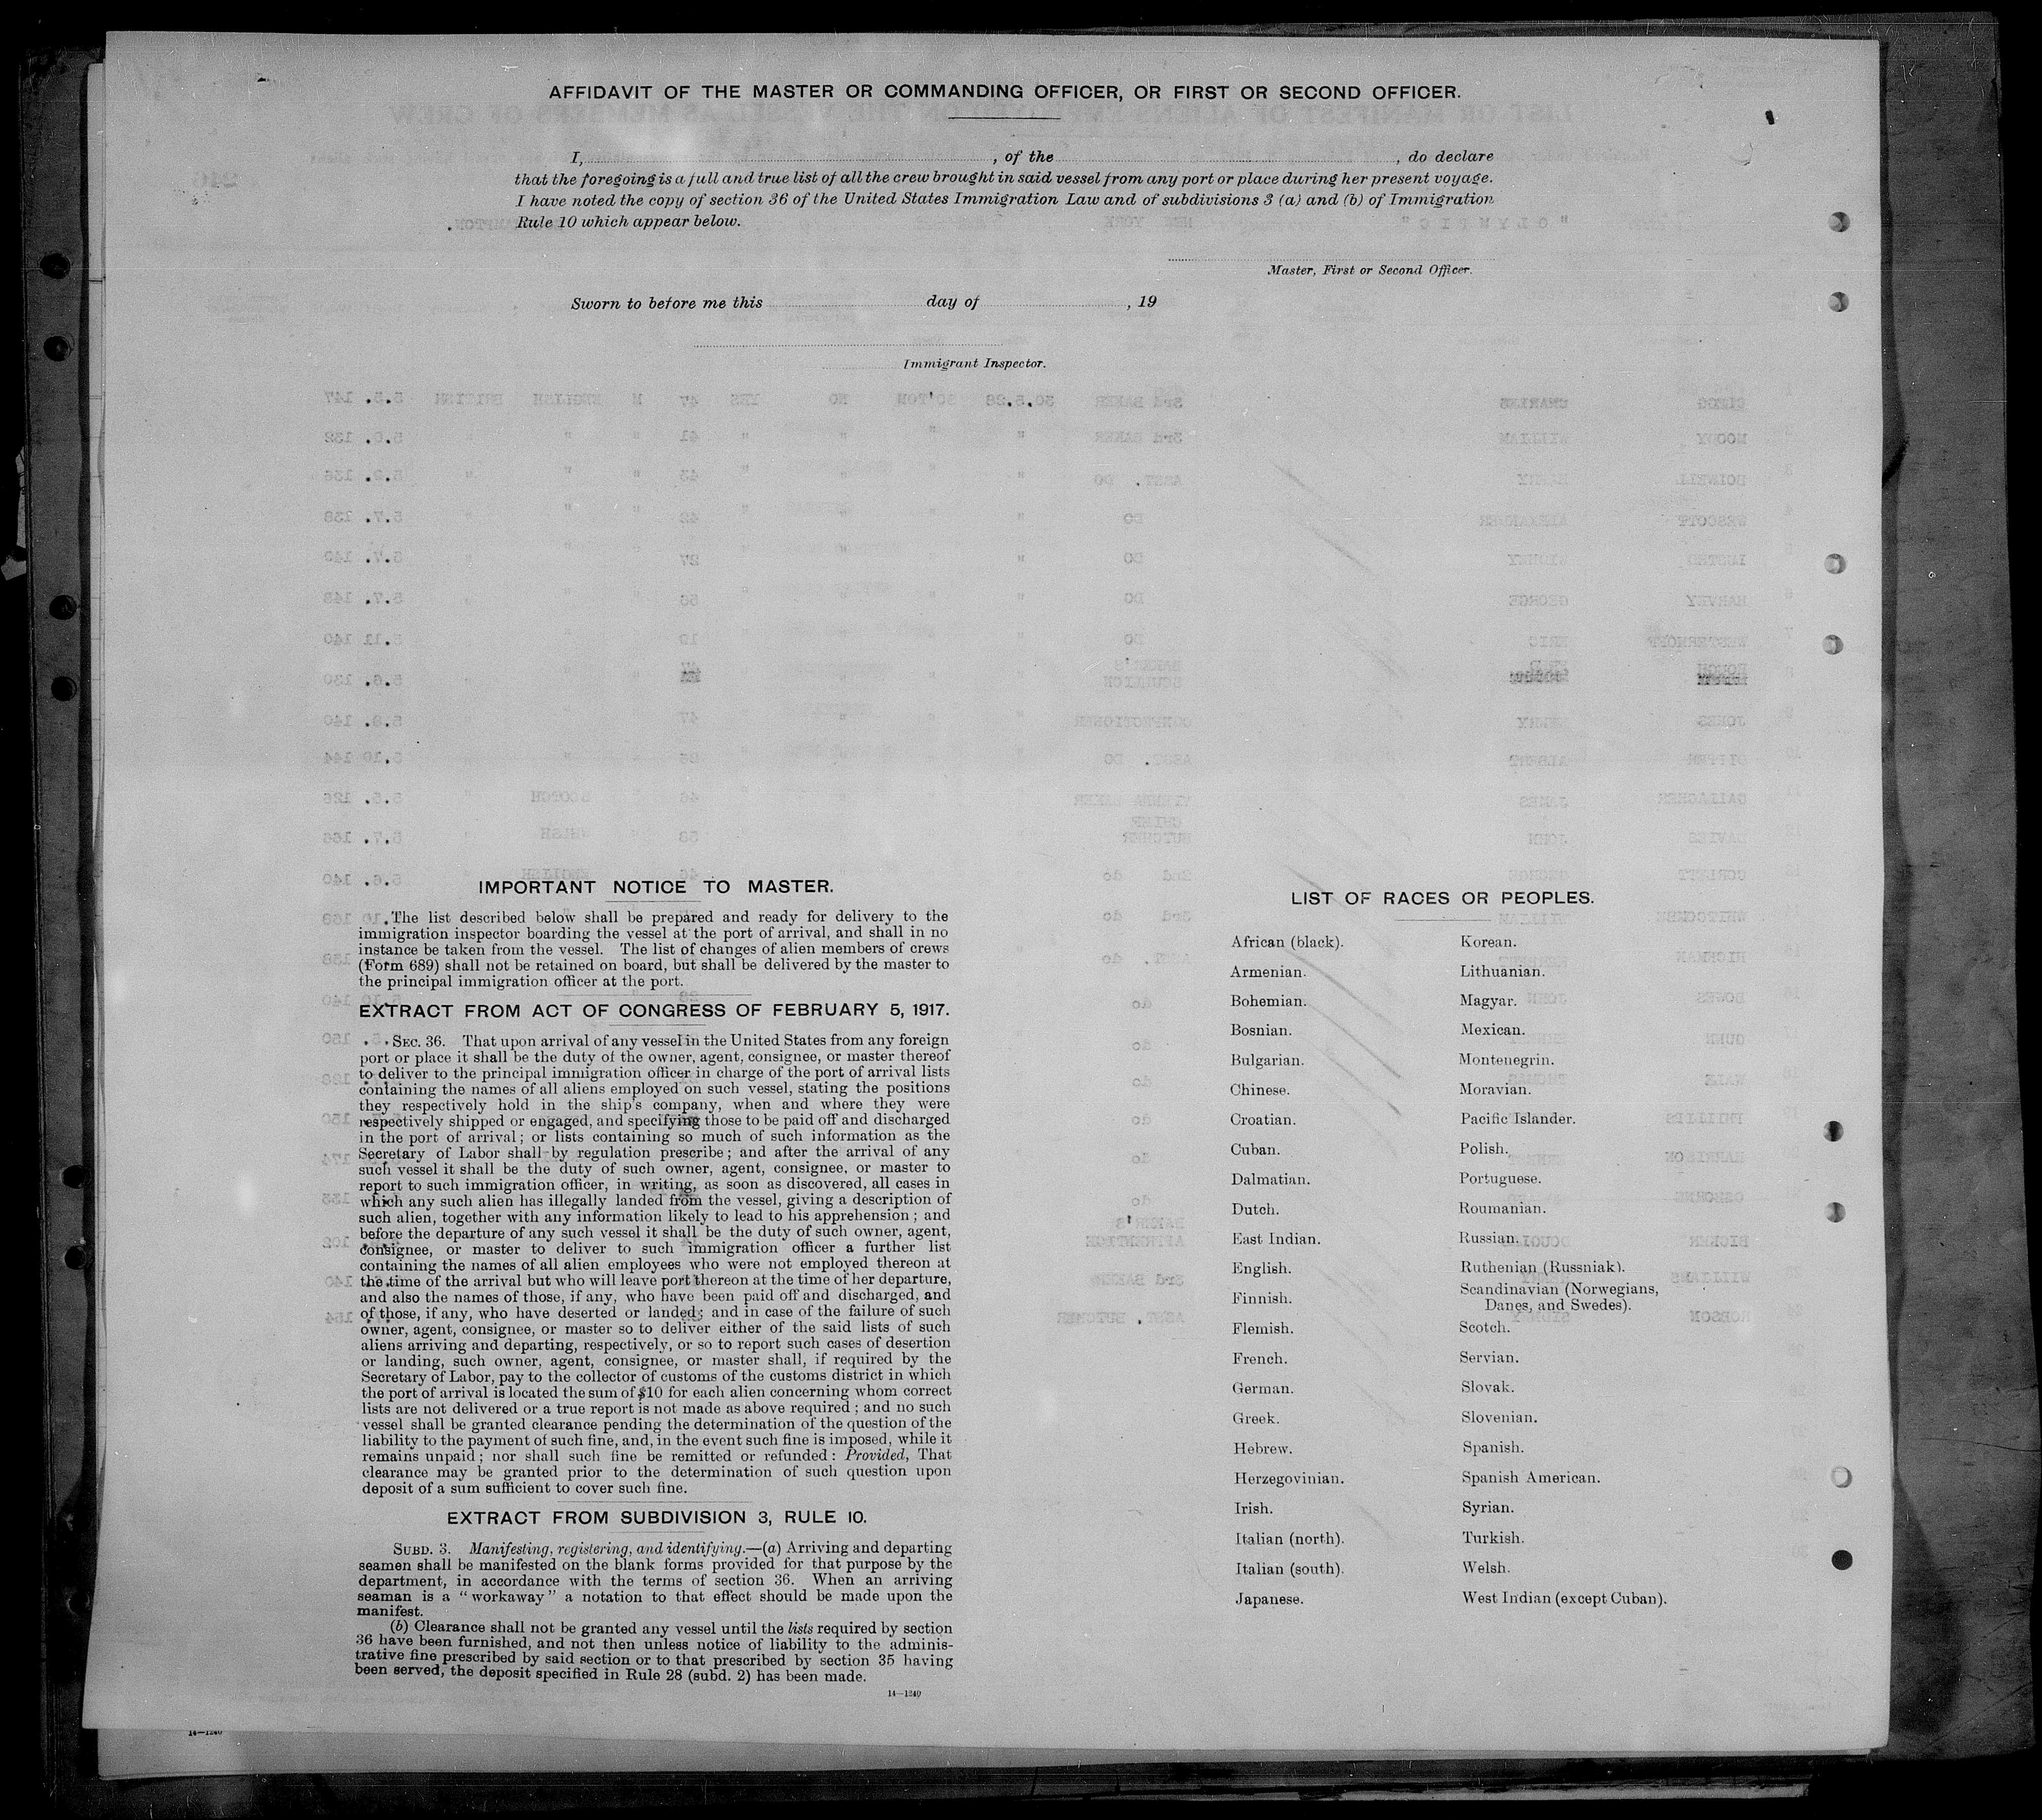 AFFIDAVIT OF THE MASTER OR COMMANDING OFFICER, OR FIRST OR SECOND OFFICER.
I, , of the , do declare
that the foregoing is a full and true list of all the crew brought in said vessel from any port or place during her present voyage.
I have noted the copy of section 36 of the United States Immigration Law and of subdivisions 3 (a) and (b) of Immigration
Rule 10 which appear below.
Master, First or Second Officer.
Sworn to before me this day of , 19
Immigrant Inspector.
IMPORTANT NOTICE TO MASTER.
The list described below shall be prepared and ready for delivery to the
immigration inspector boarding the vessel at the port of arrival, and shall in no
instance be taken from the vessel. The list of changes of alien members of crews
(Form 689) shall not be retained on board, but shall be delivered by the master to
the principal immigration officer at the port.
EXTRACT FROM ACT OF CONGRESS OF FEBRUARY 5, 1917.
SEC. 36. That upon arrival of any vessel in the United States from any foreign
port or place it shall be the duty of the owner, agent, consignee, or master thereof
to deliver to the principal immigration officer in charge of the port of arrival lists
containing the names of all aliens employed on such vessel, stating the positions
they respectively hold in the ship's company, when and where they were
respectively shipped or engaged, and specifying those to be paid off and discharged
in the port of arrival; or lists containing so much of such information as the
Secretary of Labor shall by regulation prescribe; and after the arrival of any
such vessel it shall be the duty of such owner, agent, consignee, or master to
report to such immigration officer, in writing, as soon as discovered, all cases in
which any such alien has illegally landed from the vessel, giving a description of
such alien, together with any information likely to lead to his apprehension; and
before the departure of any such vessel it shall be the duty of such owner, agent,
consignee, or master to deliver to such immigration officer a further list
containing the names of all alien employees who were not employed thereon at
the time of the arrival but who will leave port thereon at the time of her departure,
and also the names of those, if any, who have been paid off and discharged, and
of those, if any, who have deserted or landed; and in case of the failure of such
owner, agent, consignee, or master so to deliver either of the said lists of such
aliens arriving and departing, respectively, or so to report such cases of desertion
or landing, such owner, agent, consignee, or master shall, if required by the
Secretary of Labor, pay to the collector of customs of the customs district in which
the port of arrival is located the sum of $10 for each alien concerning whom correct
lists are not delivered or a true report is not made as above required; and no such
vessel shall be granted clearance pending the determination of the question of the
liability to the payment of such fine, and, in the event such fine is imposed, while it
remains unpaid; nor shall such fine be remitted or refunded: Provided, That
clearance may be granted prior to the determination of such question upon
deposit of a sum sufficient to cover such fine.
EXTRACT FROM SUBDIVISION 3, RULE 10.
SUBD. 3. Manifesting, registering, and identifying.—(a) Arriving and departing
seamen shall be manifested on the blank forms provided for that purpose by the
department, in accordance with the terms of section 36. When an arriving
seaman is a "workaway" a notation to that effect should be made upon the
manifest.
(b) Clearance shall not be granted any vessel until the lists required by section
36 have been furnished, and not then unless notice of liability to the adminis-
trative fine prescribed by said section or to that prescribed by section 35 having
been served, the deposit specified in Rule 28 (subd. 2) has been made.
14—1240
14—1240
LIST OF RACES OR PEOPLES.
African (black).
Armenian.
Bohemian.
Bosnian.
Bulgarian.
Chinese.
Croatian.
Cuban.
Dalmatian.
Dutch.
East Indian.
English.
Finnish.
Flemish.
French.
German.
Greek.
Hebrew.
Herzegovinian.
Irish.
Italian (north).
Italian (south).
Japanese.
Korean.
Lithuanian.
Magyar.
Mexican.
Montenegrin.
Moravian.
Pacific Islander.
Polish.
Portuguese.
Roumanian.
Russian.
Ruthenian (Russniak).
Scandinavian (Norwegians,
Danes, and Swedes).
Scotch.
Servian.
Slovak.
Slovenian.
Spanish.
Spanish American.
Syrian.
Turkish.
Welsh.
West Indian (except Cuban).